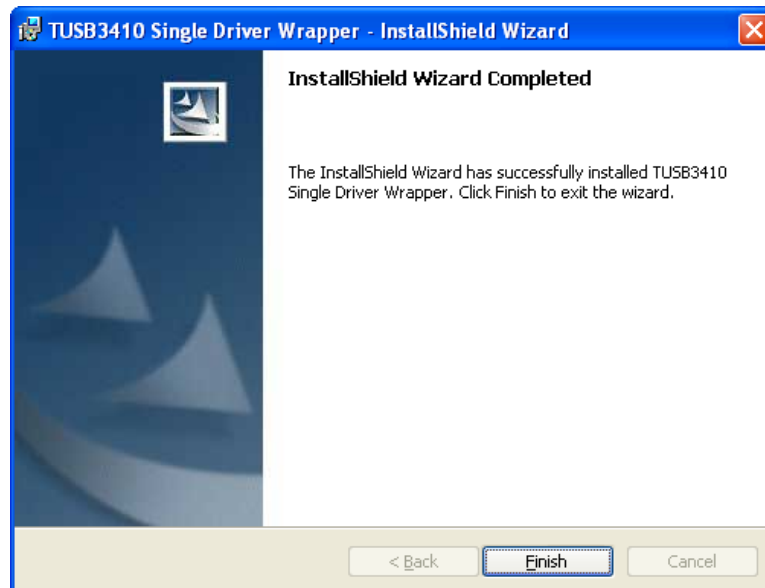 TUSB3410 Single Driver Wrapper - InstallShield Wizard
InstallShield Wizard Completed
The InstallShield Wizard has successfully installed TUSB3410
Single Driver Wrapper. Click Finish to exit the wizard.
< Back
Finish
Cancel